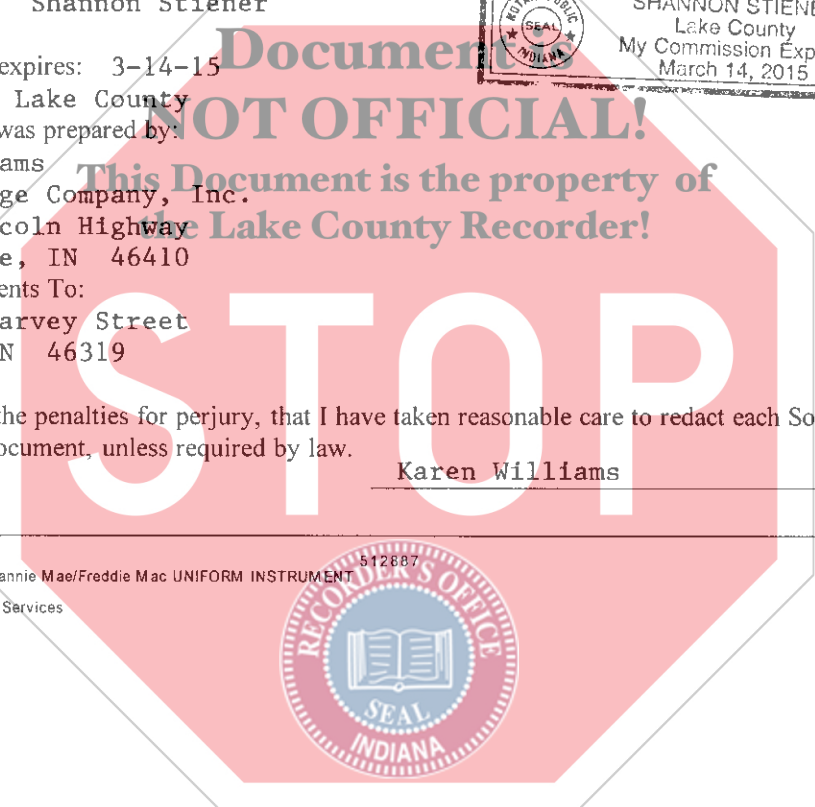 Shannon Stiener
SHANNON STIENE
Lake County
My Commission Exp
March 14, 2015
NOTARY PUBLIC
SEAL
INDIANA
expires: 3-14-15
Lake County
was prepared by:
ams
ge Company, Inc.
coln Highway
e, IN 46410
ents To:
arvey Street
N 46319
Document is
NOT OFFICIAL!
This Document is the property of
the Lake County Recorder!
STOP
the penalties for perjury, that I have taken reasonable care to redact each So
ocument, unless required by law.
Karen Williams
annie Mae/Freddie Mac UNIFORM INSTRUMENT
512887
Services
RECORDER'S OFFICE
SEAL
INDIANA